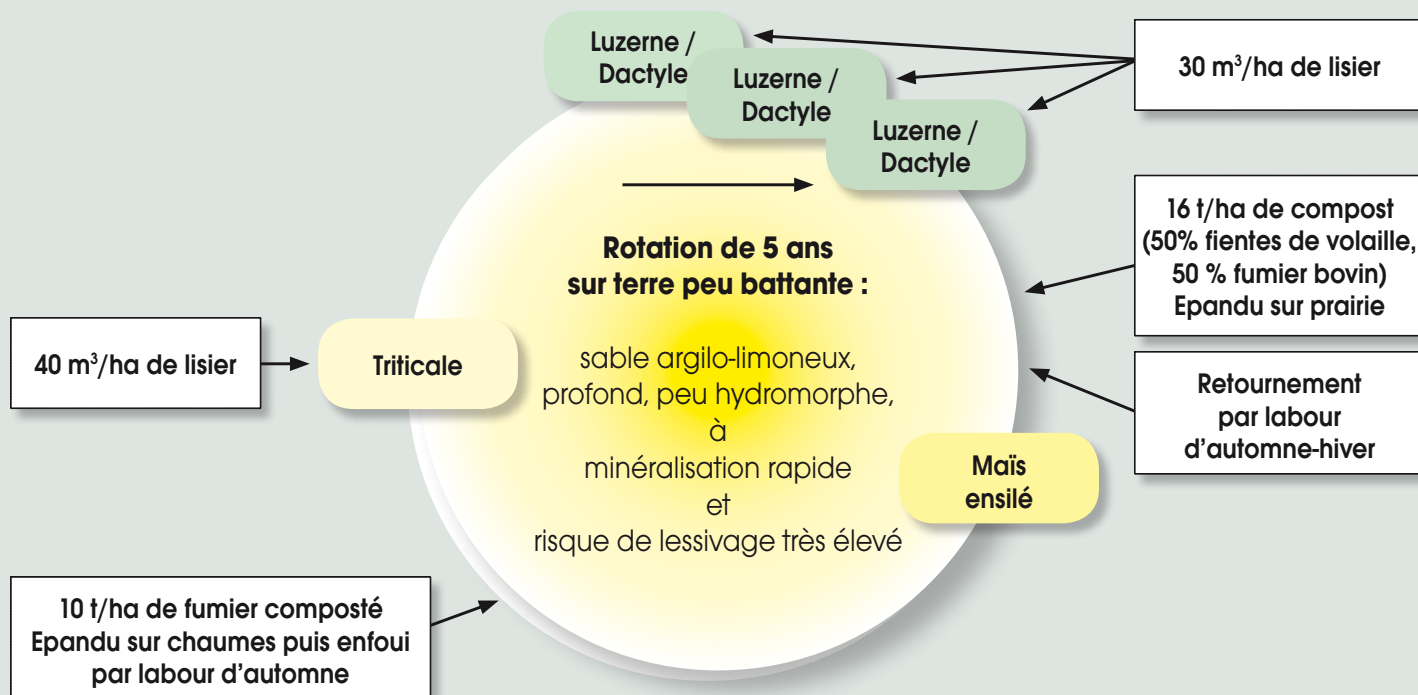 Luzerne /
Dactyle
Luzerne /
Dactyle
Luzerne /
Dactyle
30 m³/ha de lisier
16 t/ha de compost
(50% fientes de volaille,
50 % fumier bovin)
Epandu sur prairie
Rotation de 5 ans
sur terre peu battante :
sable argilo-limoneux,
profond, peu hydromorphe,
à
minéralisation rapide
et
risque de lessivage très élevé
40 m³/ha de lisier
Triticale
Retournement
par labour
d'automne-hiver
Maïs
ensilé
10 t/ha de fumier composté
Epandu sur chaumes puis enfoui
par labour d'automne